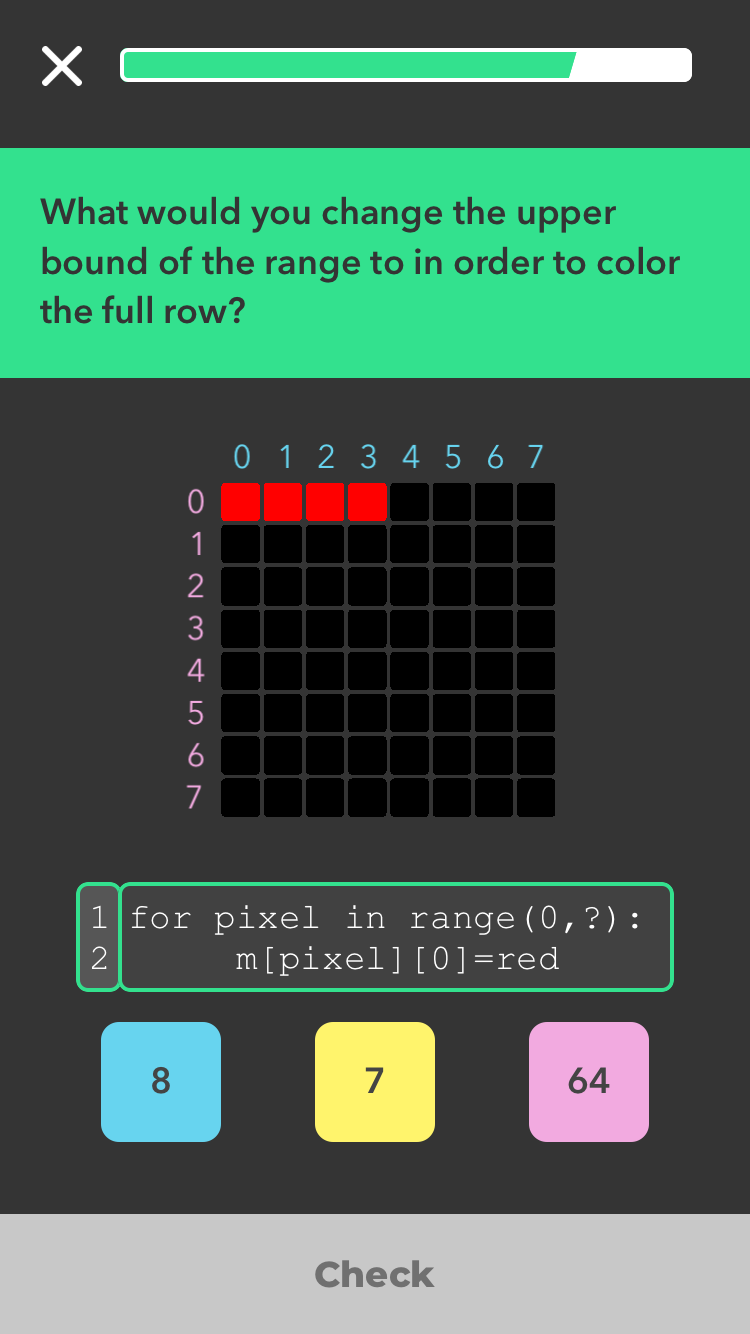 What would you change the upper
bound of the range to in order to color
the full row?
0 1 2 3 4 5 6 7
0
1
2
3
4
5
6
7
1 for pixel in range(0,?):
2 m[pixel][0]=red
8 7 64
Check